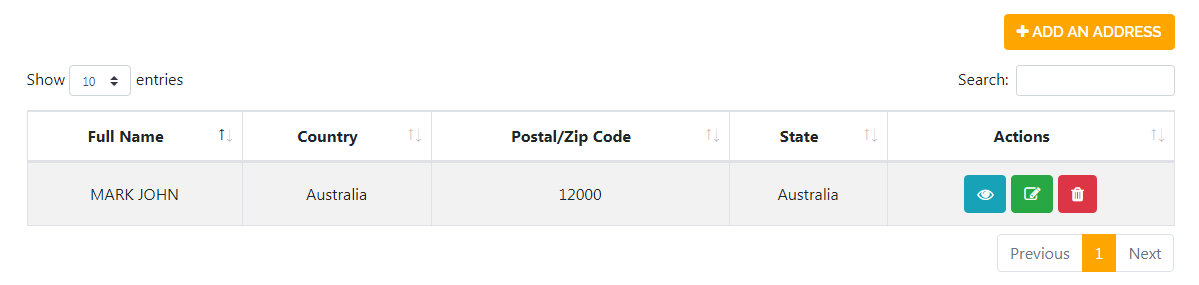 ADD AN ADDRESS
Show 10 entries Search:
Full Name Country Postal/Zip Code State Actions
MARK JOHN Australia 12000 Australia
Previous 1 Next